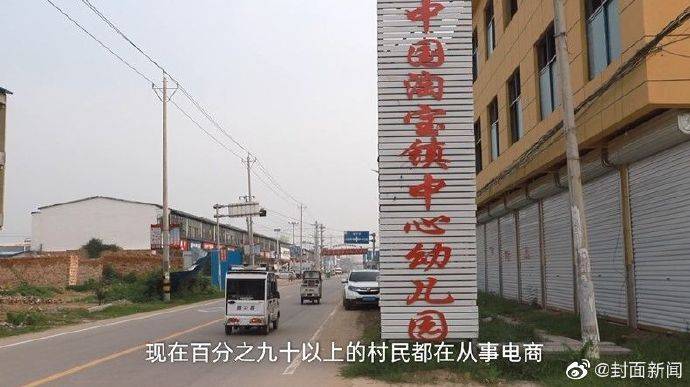 中国淘宝镇中心幼儿园
现在百分之九十以上的村民都在从事电商
@封面新闻